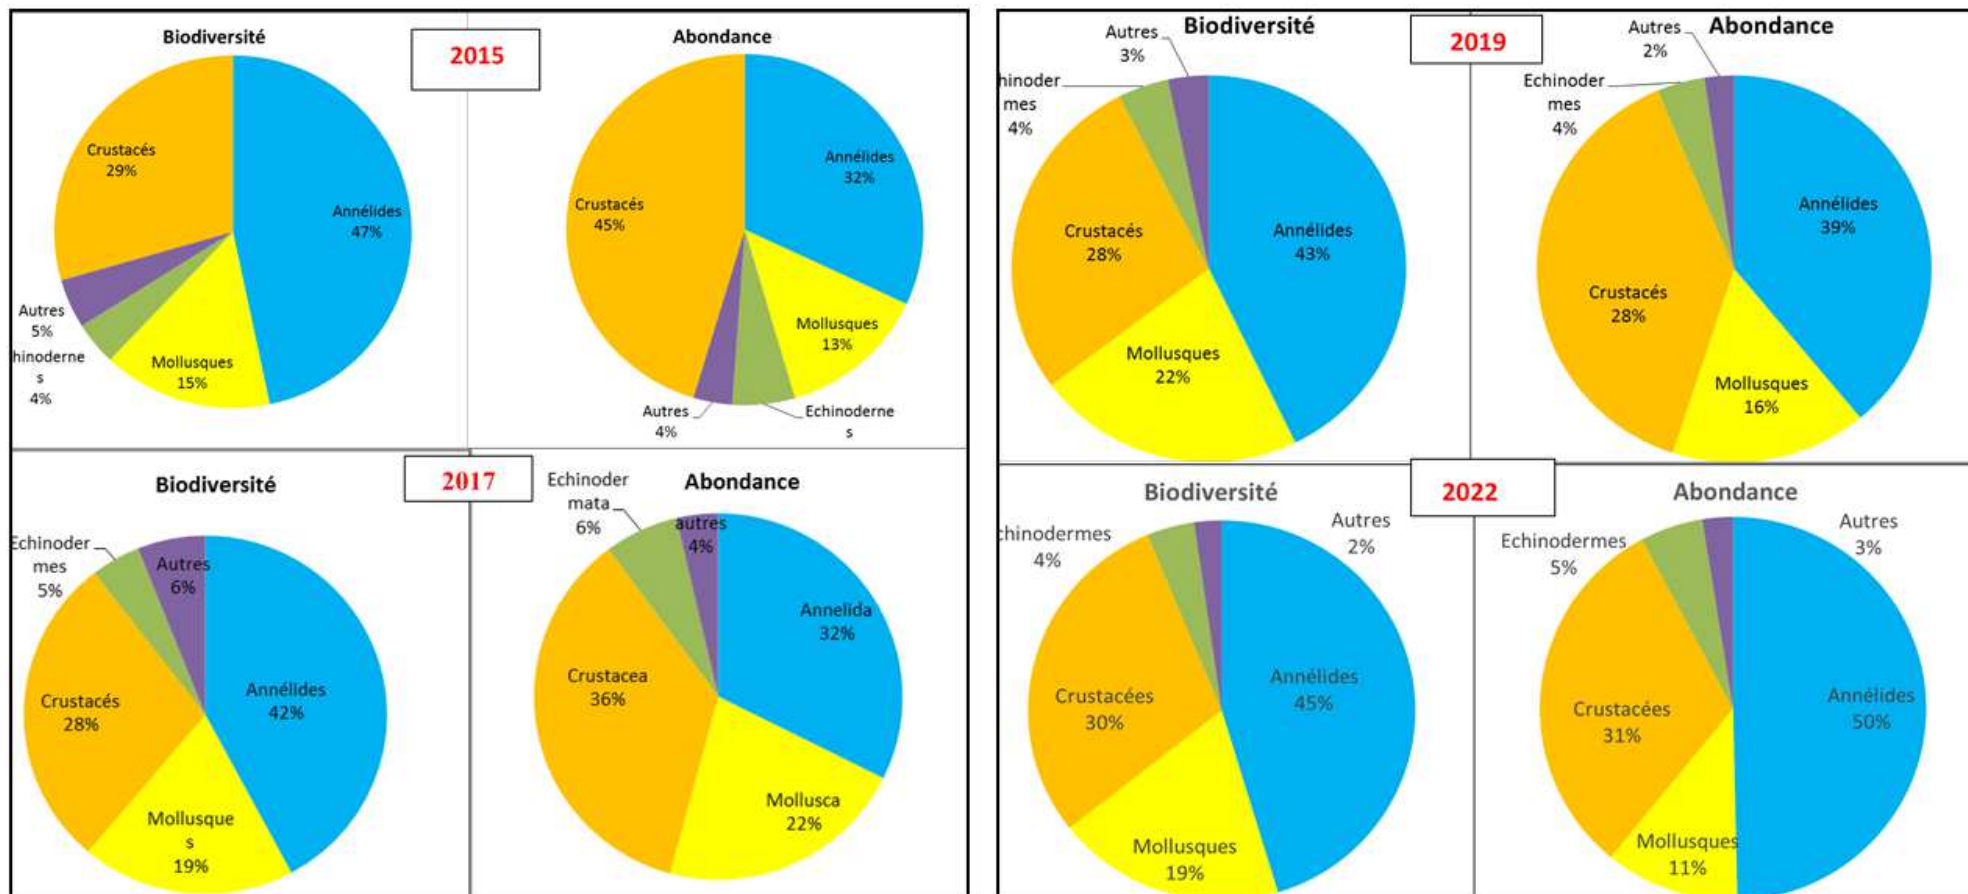 Biodiversité
2015
Abondance
Crustacés
29%
Annélides
47%
Autres
5%
hinoderne
s
4%
Mollusques
15%
Annélides
32%
Crustacés
45%
Mollusques
13%
Autres
4%
Echinoderne
s
Biodiversité
2017
Abondance
Echinoder
mes
5%
Autres
6%
Crustacés
28%
Annélides
42%
Mollusque
s
19%
Echinoder
mata
6%
autres
4%
Annelida
32%
Crustacea
36%
Mollusca
22%
Biodiversité
2019
Abondance
Autres
3%
hinoder
mes
4%
Crustacés
28%
Annélides
43%
Mollusques
22%
Autres
2%
Echinoder
mes
4%
Annélides
39%
Crustacés
28%
Mollusques
16%
Biodiversité
2022
Abondance
chinodermes
4%
Autres
2%
Crustacées
30%
Annélides
45%
Mollusques
19%
Echinodermes
5%
Autres
3%
Crustacées
31%
Annélides
50%
Mollusques
11%